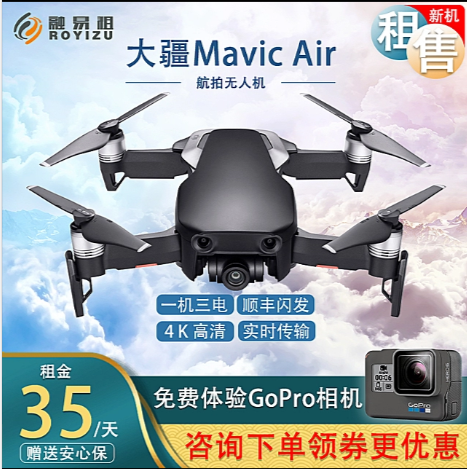 融易租
ROYIZU
租
新机
售
大疆Mavic Air
航拍无人机
一机三电
顺丰闪发
4K高清
实时传输
租金
35/天
赠送安心保
免费体验GoPro相机
GoPro
咨询下单领券更优惠